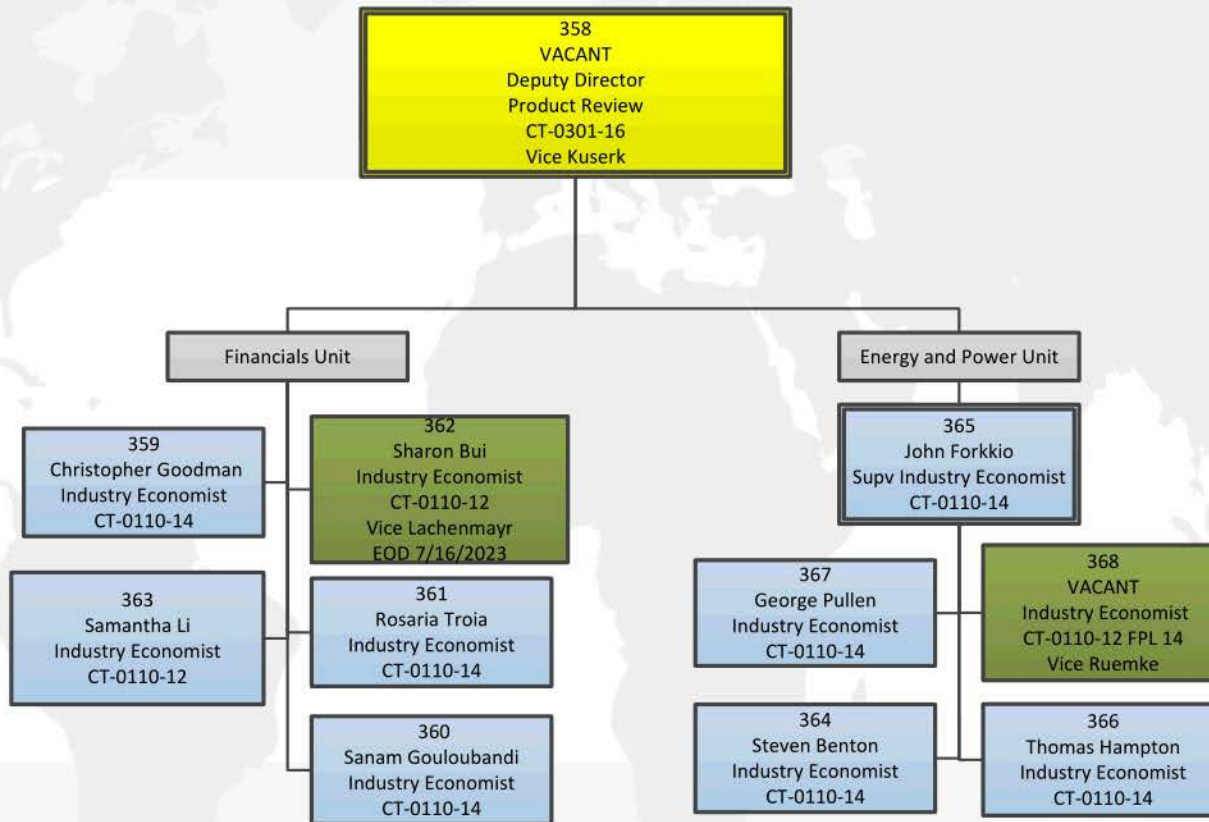 358
VACANT
Deputy Director
Product Review
CT-0301-16
Vice Kuserk
Financials Unit
Energy and Power Unit
359
Christopher Goodman
Industry Economist
CT-0110-14
362
Sharon Bui
Industry Economist
CT-0110-12
Vice Lachenmayr
EOD 7/16/2023
365
John Forkkio
Supv Industry Economist
CT-0110-14
363
Samantha Li
Industry Economist
CT-0110-12
361
Rosaria Troia
Industry Economist
CT-0110-14
367
George Pullen
Industry Economist
CT-0110-14
368
VACANT
Industry Economist
CT-0110-12 FPL 14
Vice Ruemke
360
Sanam Gouloubandi
Industry Economist
CT-0110-14
364
Steven Benton
Industry Economist
CT-0110-14
366
Thomas Hampton
Industry Economist
CT-0110-14